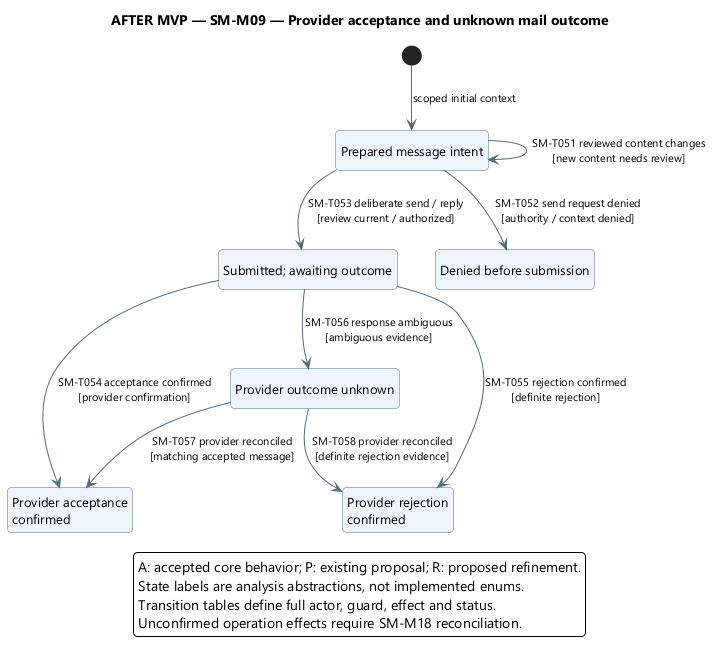 AFTER MVP — SM-M09 — Provider acceptance and unknown mail outcome
scoped initial context
Prepared message intent
SM-T051 reviewed content changes
[new content needs review]
SM-T053 deliberate send / reply
[review current / authorized]
SM-T052 send request denied
[authority / context denied]
Submitted; awaiting outcome
Denied before submission
SM-T056 response ambiguous
[ambiguous evidence]
SM-T054 acceptance confirmed
[provider confirmation]
Provider outcome unknown
SM-T055 rejection confirmed
[definite rejection]
SM-T057 provider reconciled
[matching accepted message]
SM-T058 provider reconciled
[definite rejection evidence]
Provider acceptance
confirmed
Provider rejection
confirmed
A: accepted core behavior; P: existing proposal; R: proposed refinement.
State labels are analysis abstractions, not implemented enums.
Transition tables define full actor, guard, effect and status.
Unconfirmed operation effects require SM-M18 reconciliation.